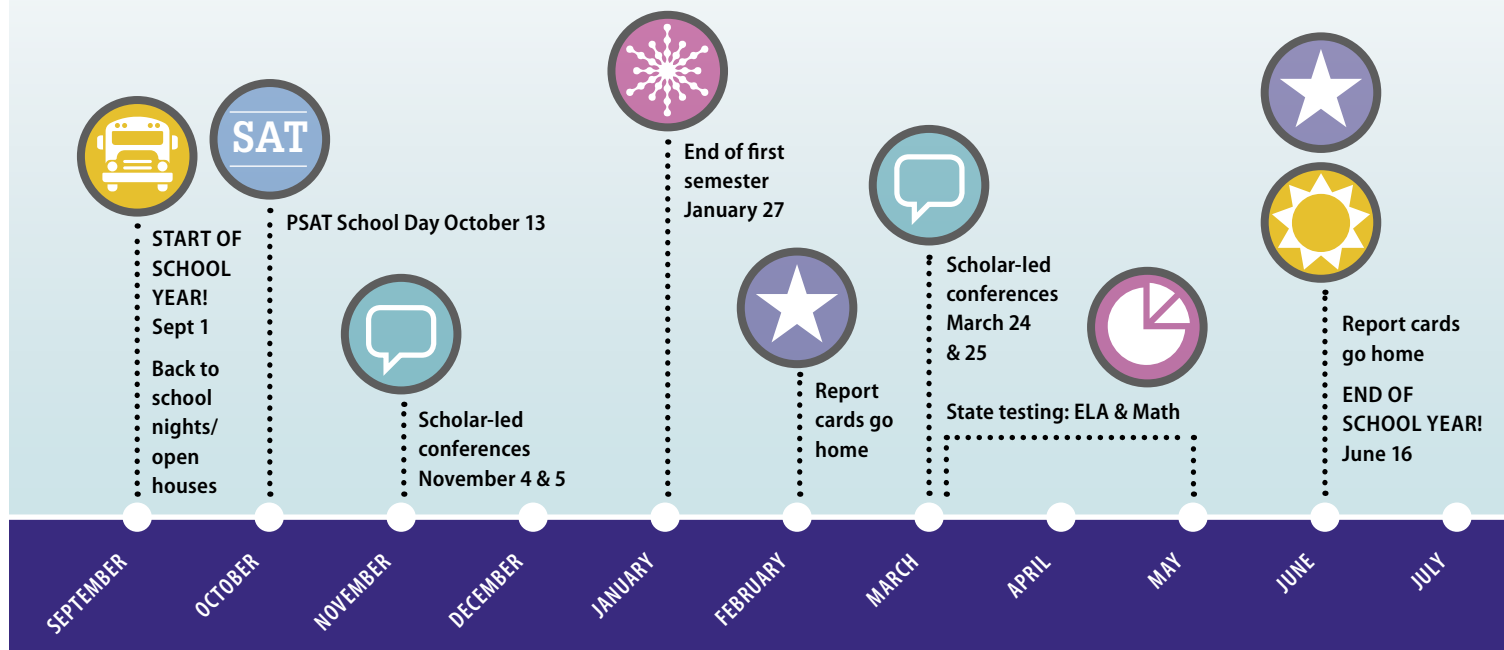 SAT
START OF
SCHOOL
YEAR!
Sept 1
Back to
school
nights/
open
houses
PSAT School Day October 13
Scholar-led
conferences
November 4 & 5
End of first
semester
January 27
Report
cards go
home
Scholar-led
conferences
March 24
& 25
State testing: ELA & Math
Report cards
go home
END OF
SCHOOL YEAR!
June 16
SEPTEMBER
OCTOBER
NOVEMBER
DECEMBER
JANUARY
FEBRUARY
MARCH
APRIL
MAY
JUNE
JULY